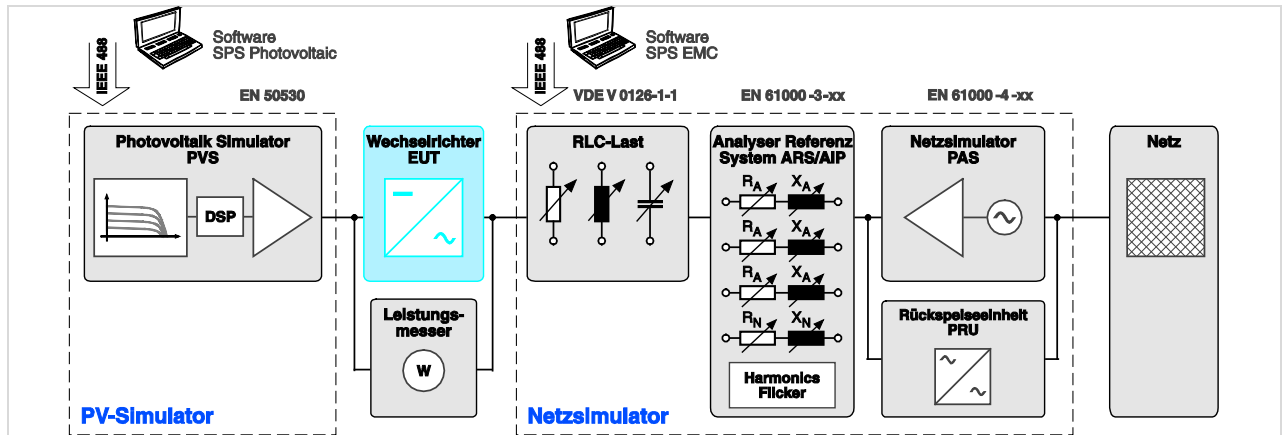 IEEE 488
Software
SPS Photovoltaic
IEEE 488
Software
SPS EMC
EN 50530
VDE V 0126-1-1
EN 61000 -3-xx
EN 61000 -4 -xx
Photovoltaik Simulator
PVS
DSP
Wechselrichter
EUT
RLC-Last
Analyser Referenz
System ARS/AIP
RA XA
RA XA
RA XA
RN XN
Harmonics
Flicker
Netzsimulator
PAS
Netz
Leistungs-
messer
W
Rückspeiseeinheit
PRU
PV-Simulator
Netzsimulator